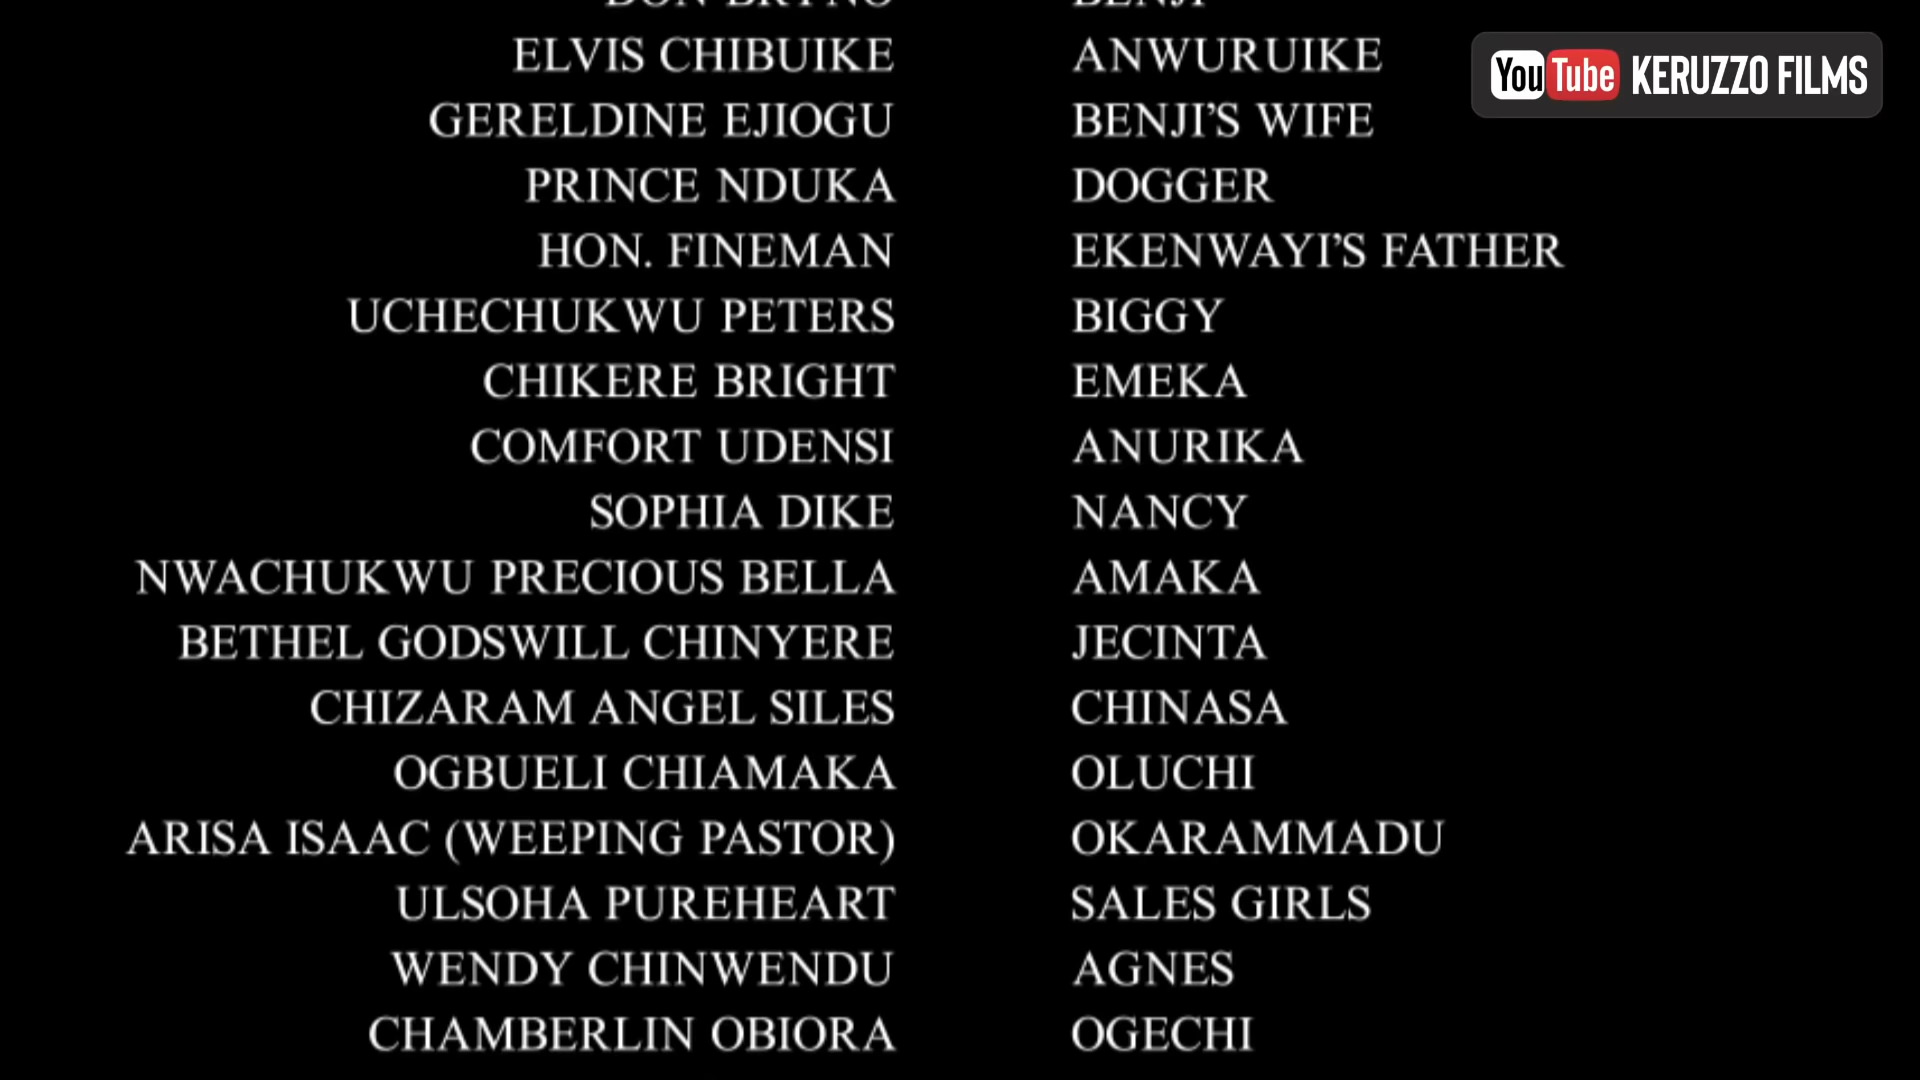 DON BRYNO BENJI
ELVIS CHIBUIKE ANWURUIKE
GERELDINE EJIOGU BENJI'S WIFE
PRINCE NDUKA DOGGER
HON. FINEMAN EKENWAYI'S FATHER
UCHECHUKWU PETERS BIGGY
CHIKERE BRIGHT EMEKA
COMFORT UDENSI ANURIKA
SOPHIA DIKE NANCY
NWACHUKWU PRECIOUS BELLA AMAKA
BETHEL GODSWILL CHINYERE JECINTA
CHIZARAM ANGEL SILES CHINASA
OGBUELI CHIAMAKA OLUCHI
ARISA ISAAC (WEEPING PASTOR) OKARAMMADU
ULSOHA PUREHEART SALES GIRLS
WENDY CHINWENDU AGNES
CHAMBERLIN OBIORA OGECHI
YouTube KERUZZO FILMS